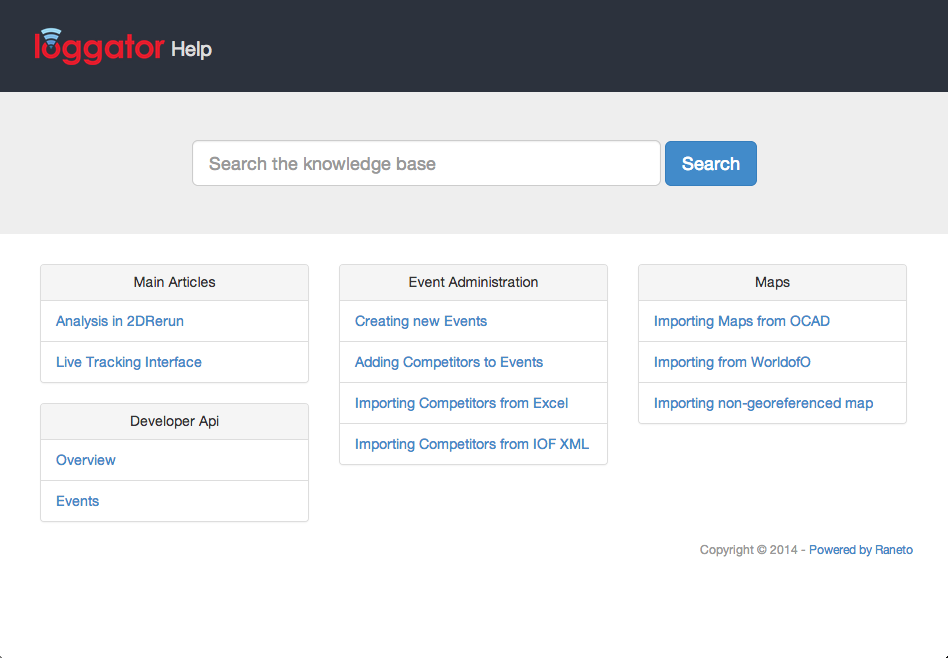 loggator Help
Search the knowledge base
Search
Main Articles
Analysis in 2DRerun
Live Tracking Interface
Developer Api
Overview
Events
Event Administration
Creating new Events
Adding Competitors to Events
Importing Competitors from Excel
Importing Competitors from IOF XML
Maps
Importing Maps from OCAD
Importing from WorldofO
Importing non-georeferenced map
Copyright © 2014 - Powered by Raneto